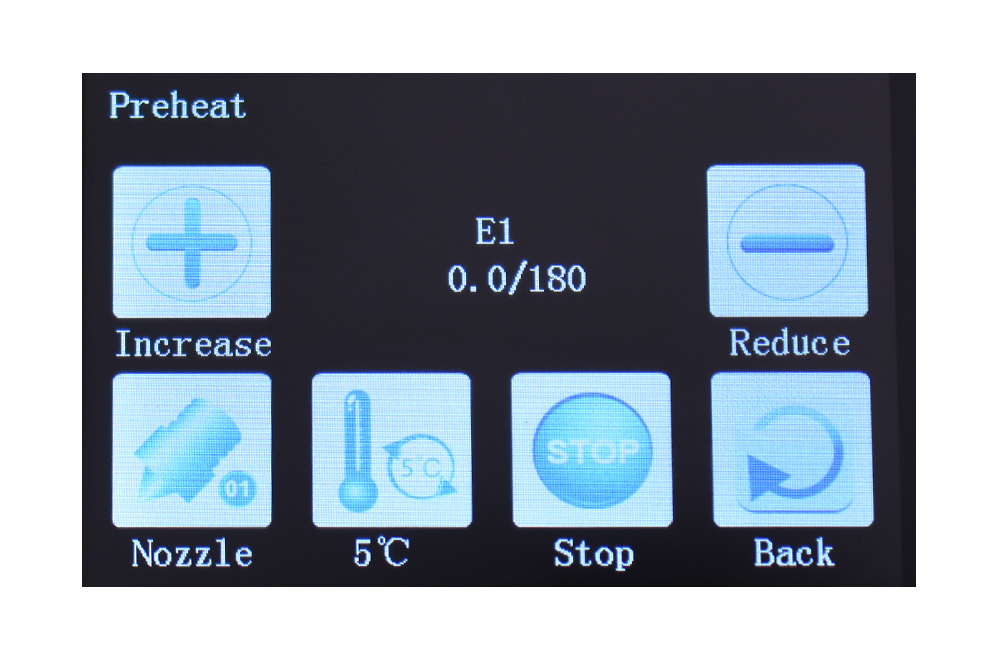 Preheat
E1
0.0/180
Increase
Reduce
01
5℃
STOP
Nozzle
5℃
Stop
Back